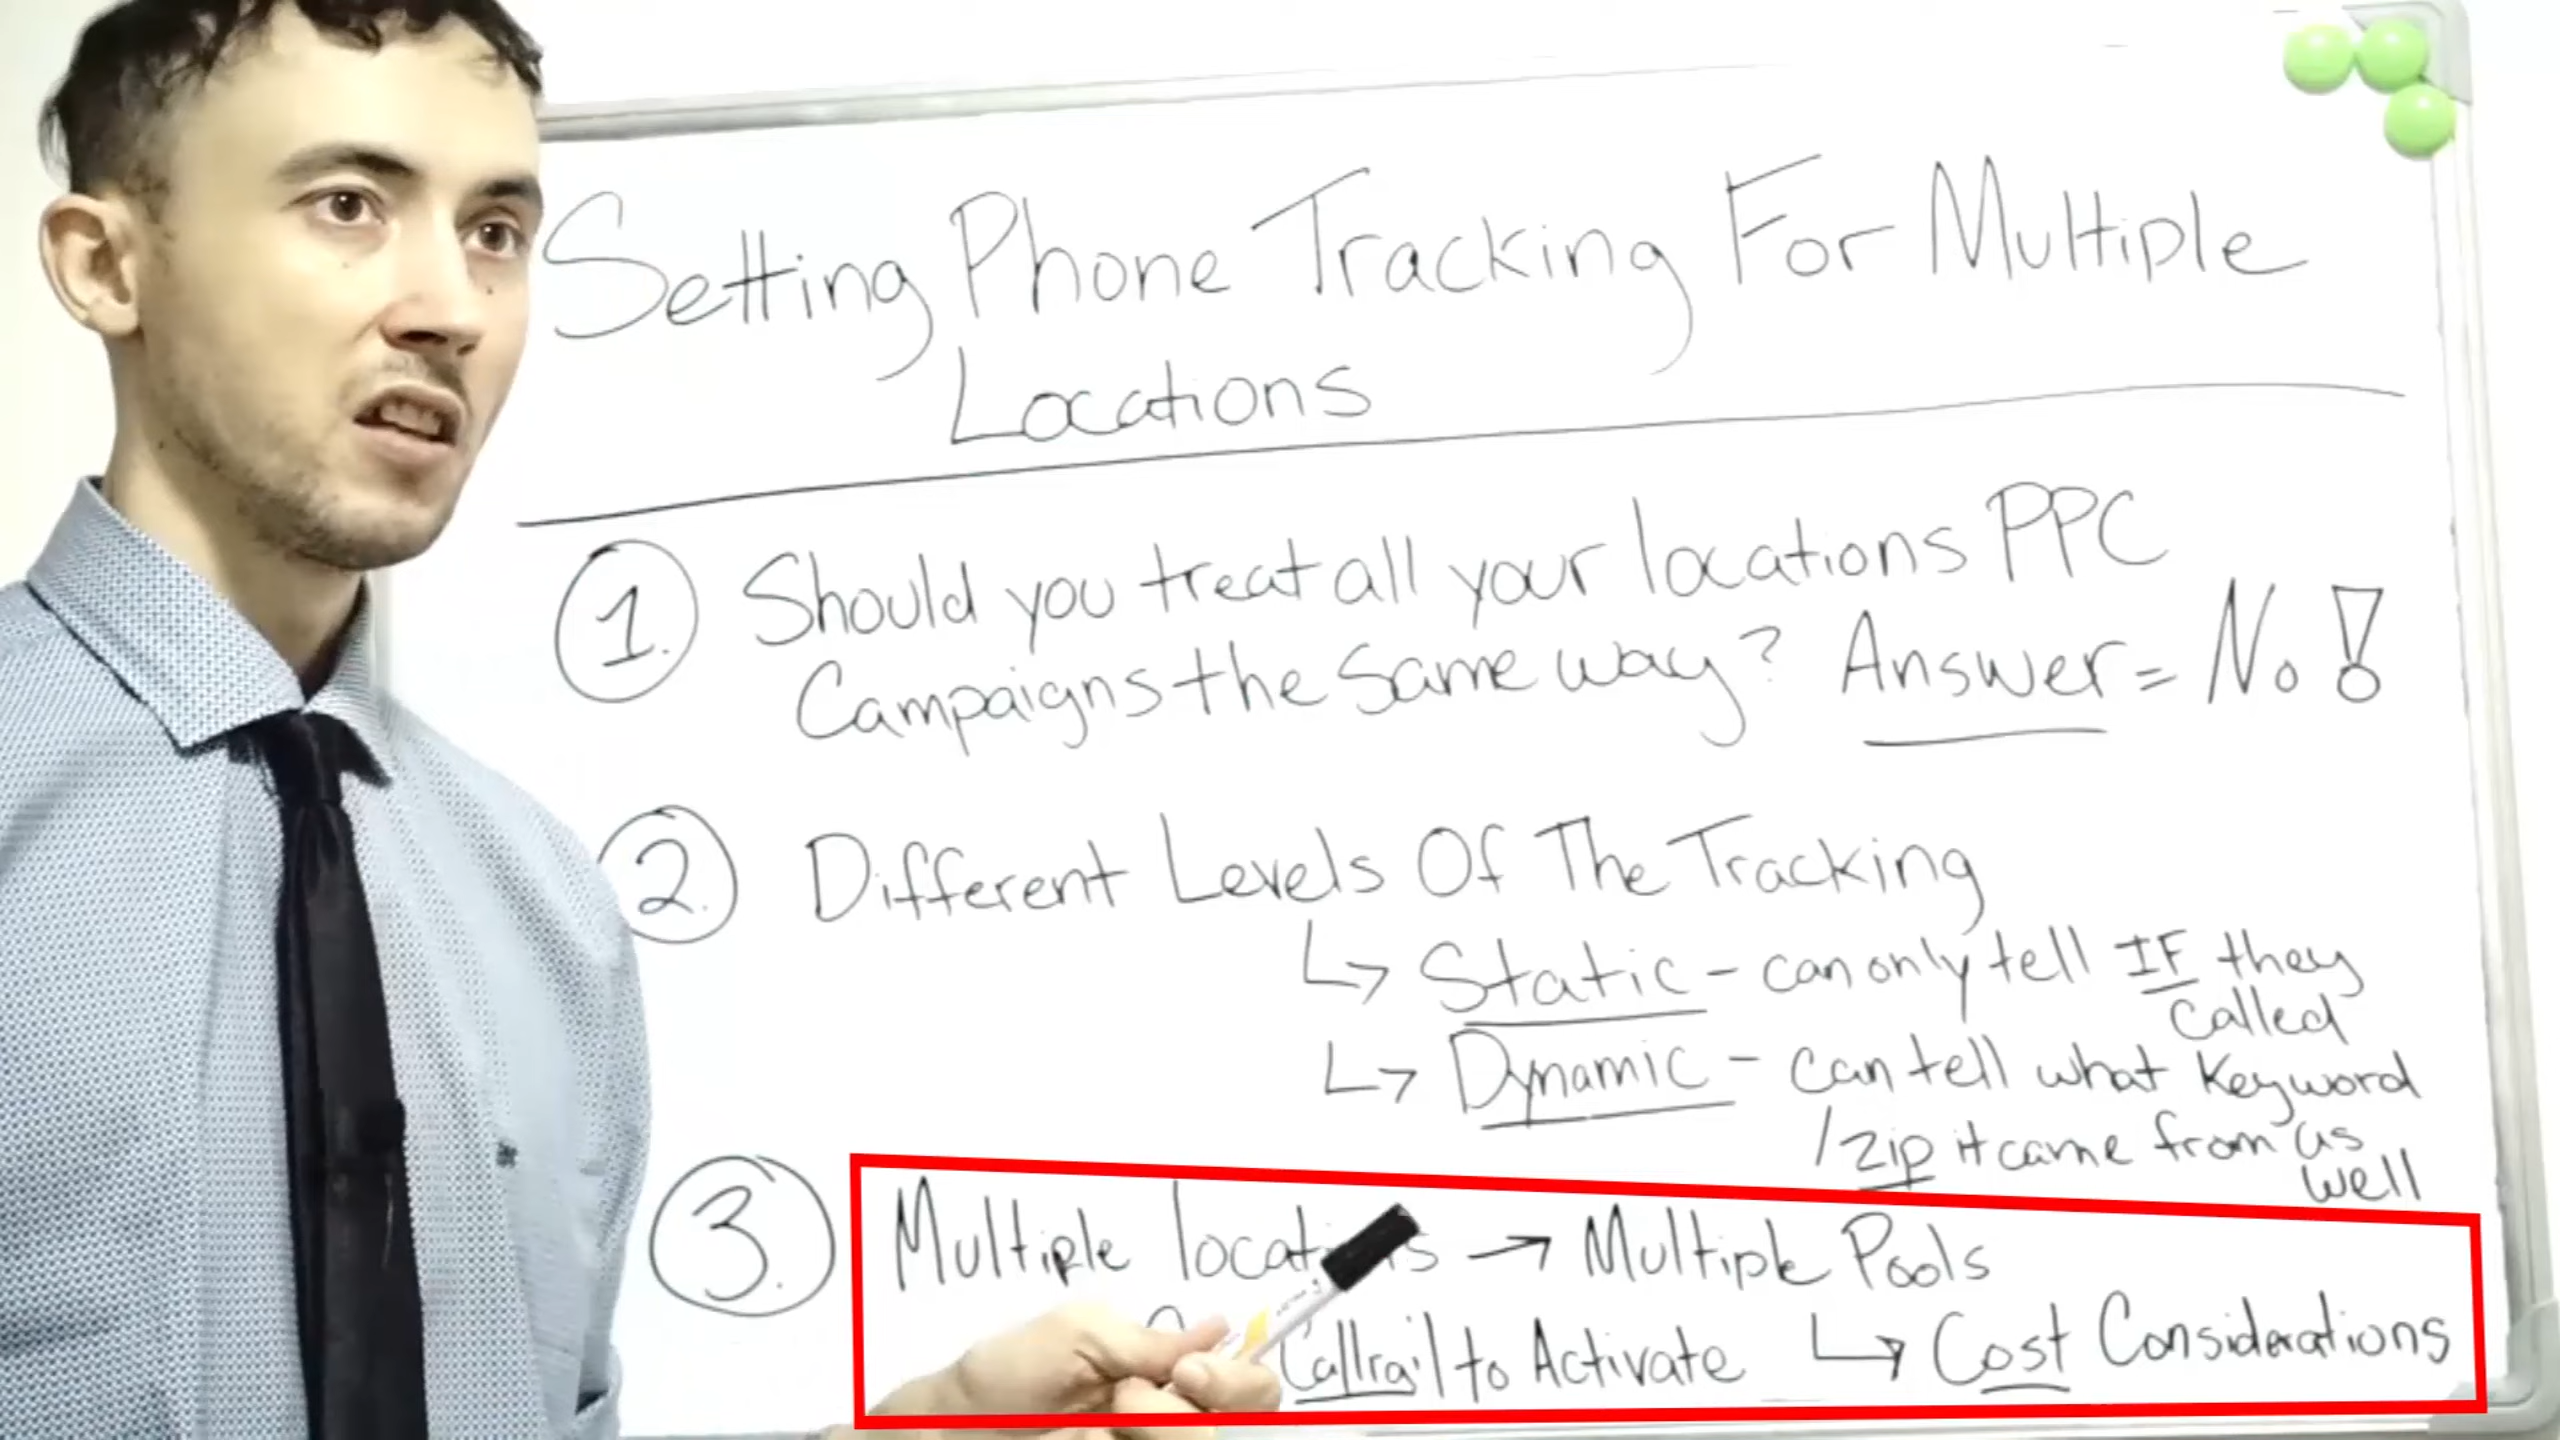 Setting Phone Tracking For Multiple
Locations
1. Should you treat all your locations PPC
Campaigns the same way? Answer = No!
2. Different Levels Of The Tracking
↳ Static - can only tell IF they
called
↳ Dynamic - can tell what keyword
/zip it came from as
well
3. Multiple locations → Multiple Pools
Callrail to Activate ↳ Cost Considerations